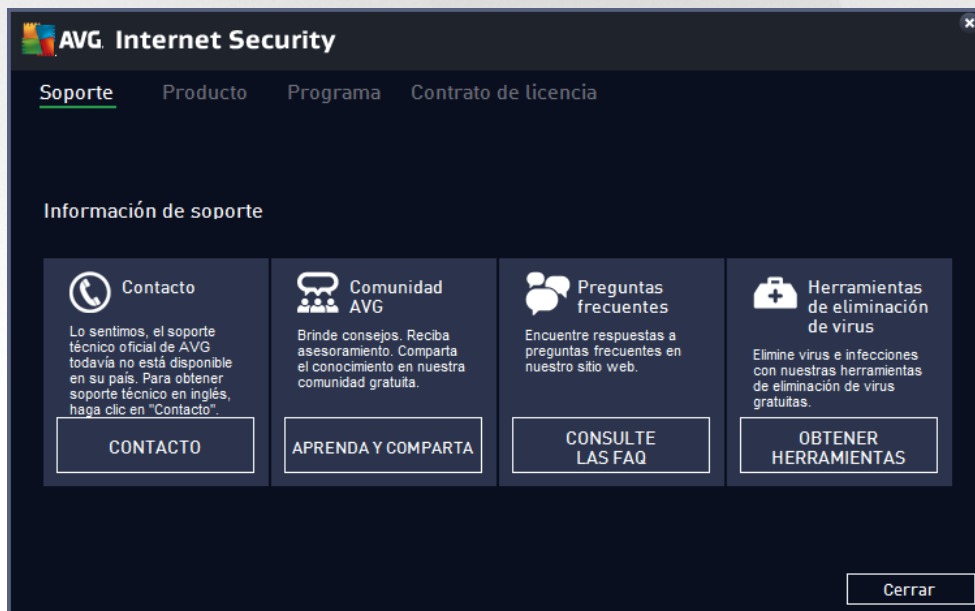 AVG. Internet Security
Soporte Producto Programa Contrato de licencia
Información de soporte
Contacto
Lo sentimos, el soporte
técnico oficial de AVG
todavía no está disponible
en su país. Para obtener
soporte técnico en inglés,
haga clic en "Contacto".
CONTACTO
Comunidad
AVG
Brinde consejos. Reciba
asesoramiento. Comparta
el conocimiento en nuestra
comunidad gratuita.
APRENDA Y COMPARTA
Preguntas
frecuentes
Encuentre respuestas a
preguntas frecuentes en
nuestro sitio web.
CONSULTE
LAS FAQ
Herramientas
de eliminación
de virus
Elimine virus e infecciones
con nuestras herramientas
de eliminación de virus
gratuitas.
OBTENER
HERRAMIENTAS
Cerrar